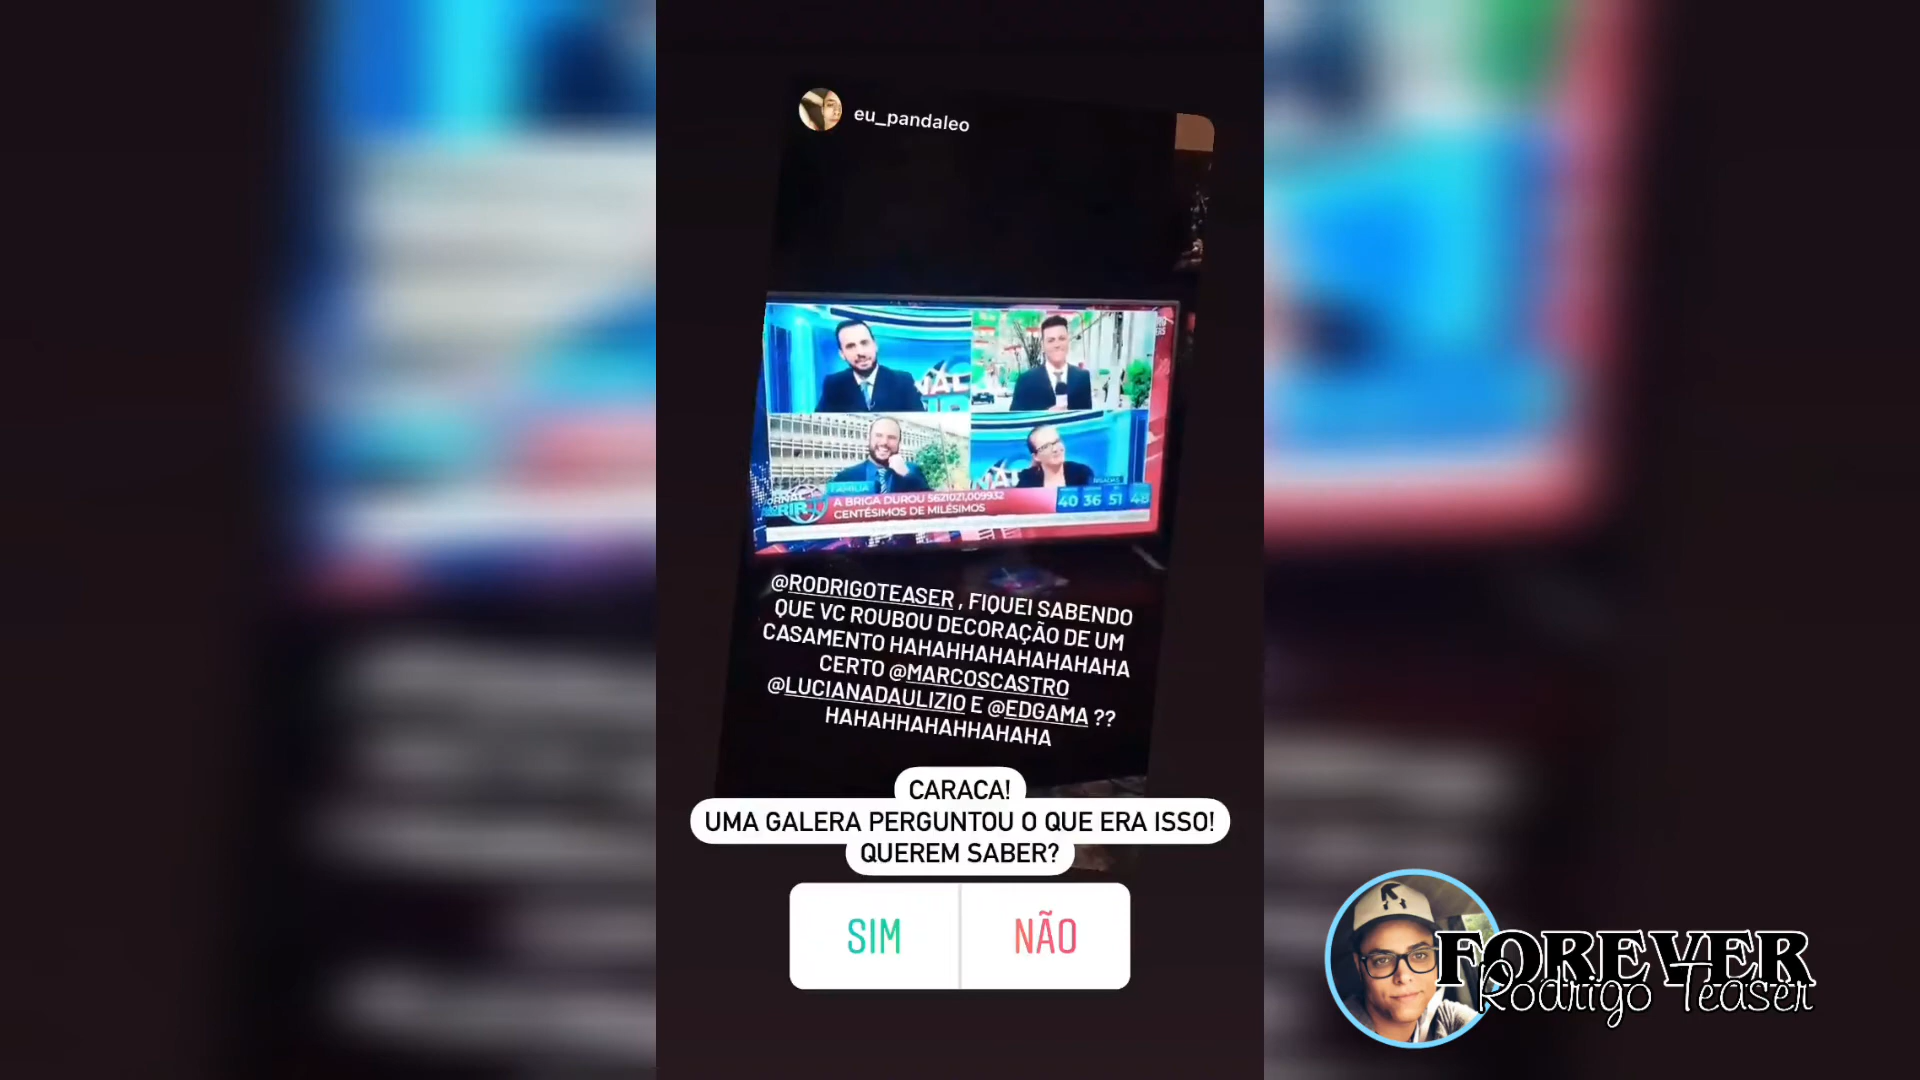 eu_pandaleo
FAMÍLIA
A BRIGA DUROU 5621021,009932
CENTÉSIMOS DE MILÉSIMOS
40 36 51 48
@RODRIGOTEASER , FIQUEI SABENDO
QUE VC ROUBOU DECORAÇÃO DE UM
CASAMENTO HAHAHHAHAHAHAHAHA
CERTO @MARCOSCASTRO
@LUCIANADAULIZIO E @EDGAMA ??
HAHAHHAHAHHAHAHA
CARACA!
UMA GALERA PERGUNTOU O QUE ERA ISSO!
QUEREM SABER?
SIM
NÃO
FOREVER
Rodrigo Teaser